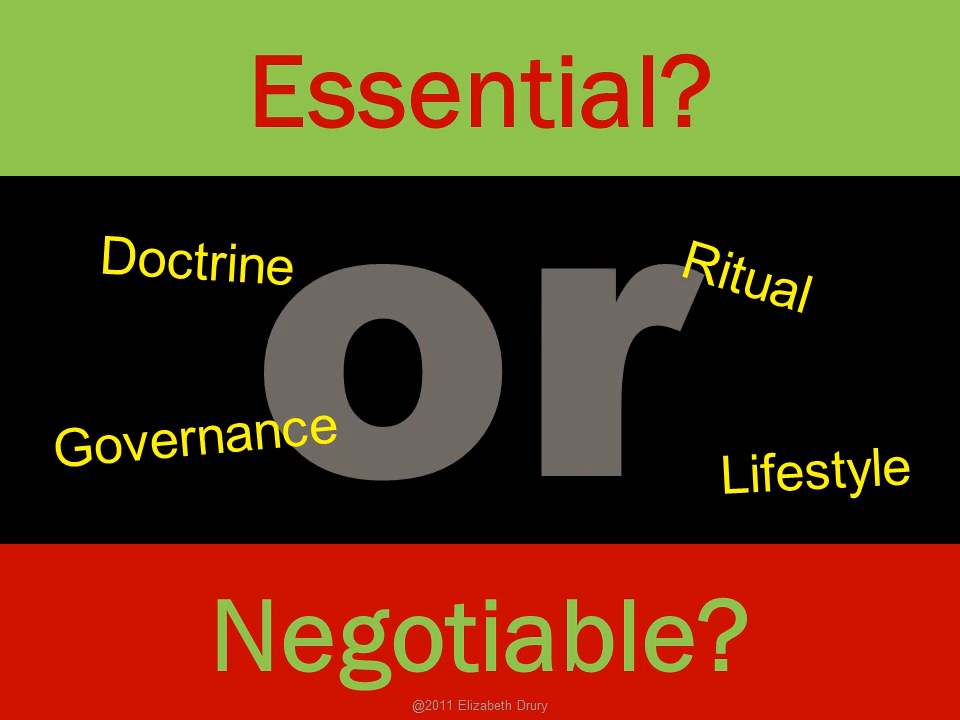 Essential?
Doctrine
Ritual
or
Governance
Lifestyle
Negotiable?
@2011 Elizabeth Drury